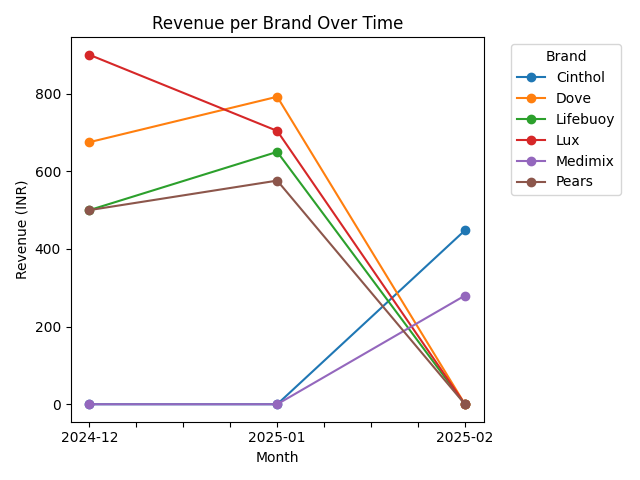 Revenue per Brand Over Time
Revenue (INR)
800
600
400
200
0
2024-12 2025-01 2025-02
Month
Brand
Cinthol
Dove
Lifebuoy
Lux
Medimix
Pears